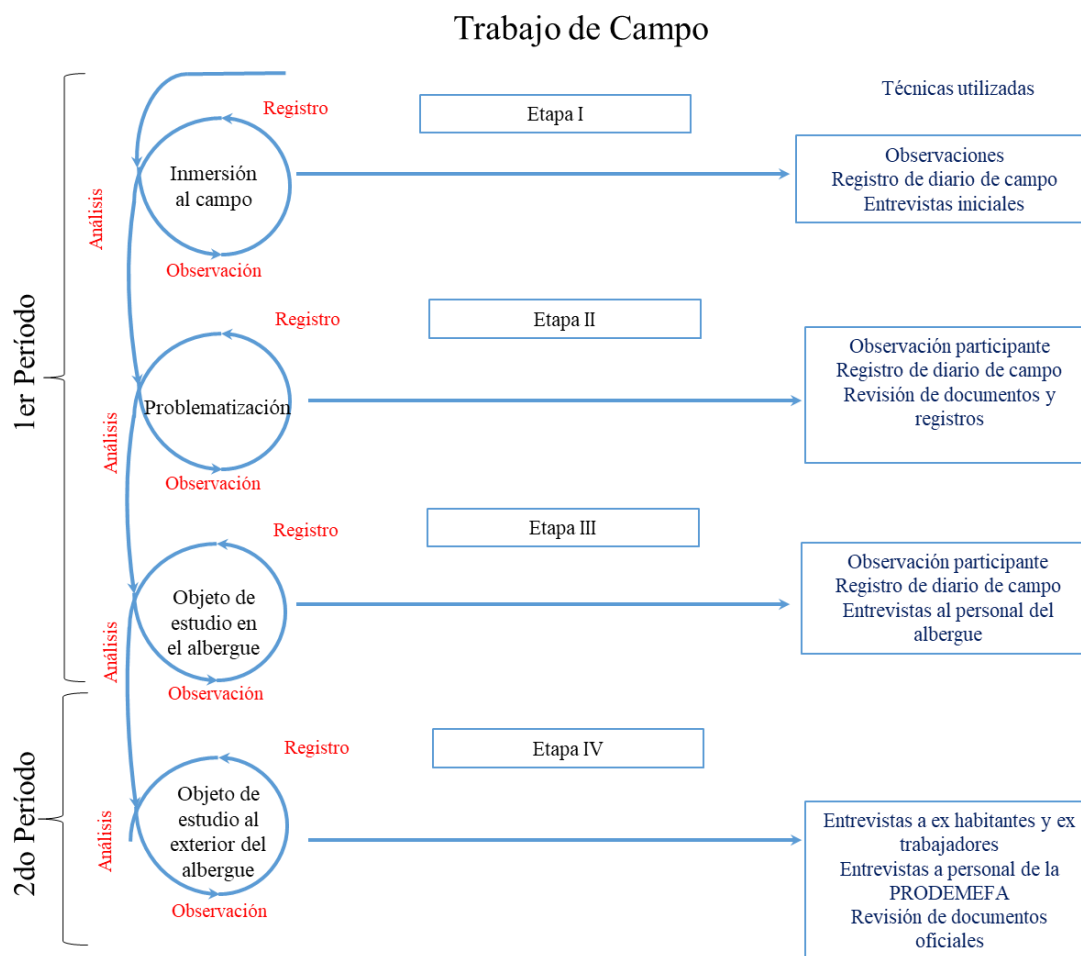 Trabajo de Campo
Técnicas utilizadas
1er Período
Registro
Etapa I
Inmersión
al campo
Análisis
Observación
Observaciones
Registro de diario de campo
Entrevistas iniciales
Registro
Etapa II
Problematización
Análisis
Observación
Observación participante
Registro de diario de campo
Revisión de documentos y
registros
Registro
Etapa III
Objeto de
estudio en
el albergue
Análisis
Observación
Observación participante
Registro de diario de campo
Entrevistas al personal del
albergue
2do Período
Registro
Etapa IV
Objeto de
estudio al
exterior del
albergue
Análisis
Observación
Entrevistas a ex habitantes y ex
trabajadores
Entrevistas a personal de la
PRODEMEFA
Revisión de documentos
oficiales